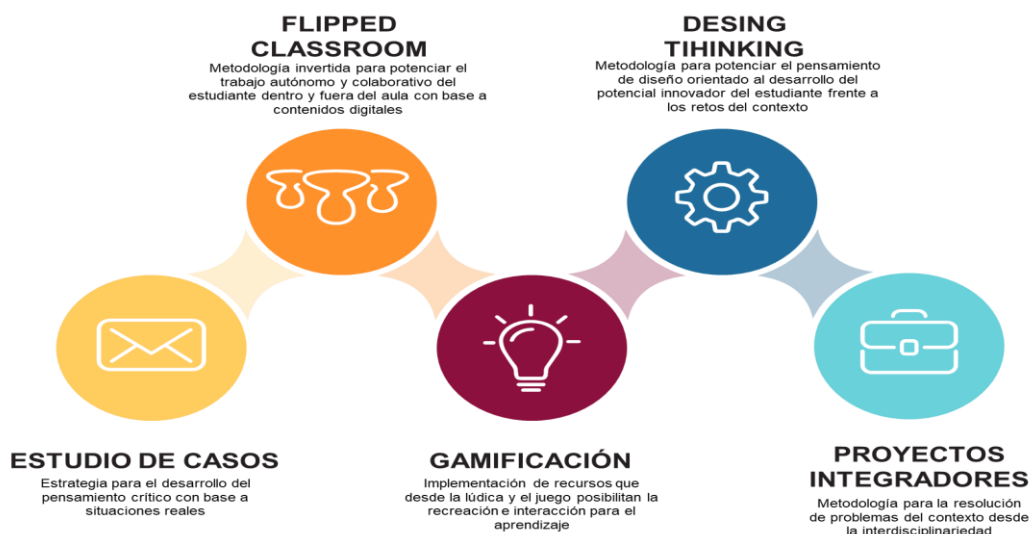 FLIPPED
CLASSROOM
Metodología invertida para potenciar el
trabajo autónomo y colaborativo del
estudiante dentro y fuera del aula con base a
contenidos digitales
DESING
TIHINKING
Metodología para potenciar el pensamiento
de diseño orientado al desarrollo del
potencial innovador del estudiante frente a
los retos del contexto
ESTUDIO DE CASOS
Estrategia para el desarrollo del
pensamiento crítico con base a
situaciones reales
GAMIFICACIÓN
Implementación de recursos que
desde la lúdica y el juego posibilitan la
recreación e interacción para el
aprendizaje
PROYECTOS
INTEGRADORES
Metodología para la resolución
de problemas del contexto desde
la interdisciplinariedad